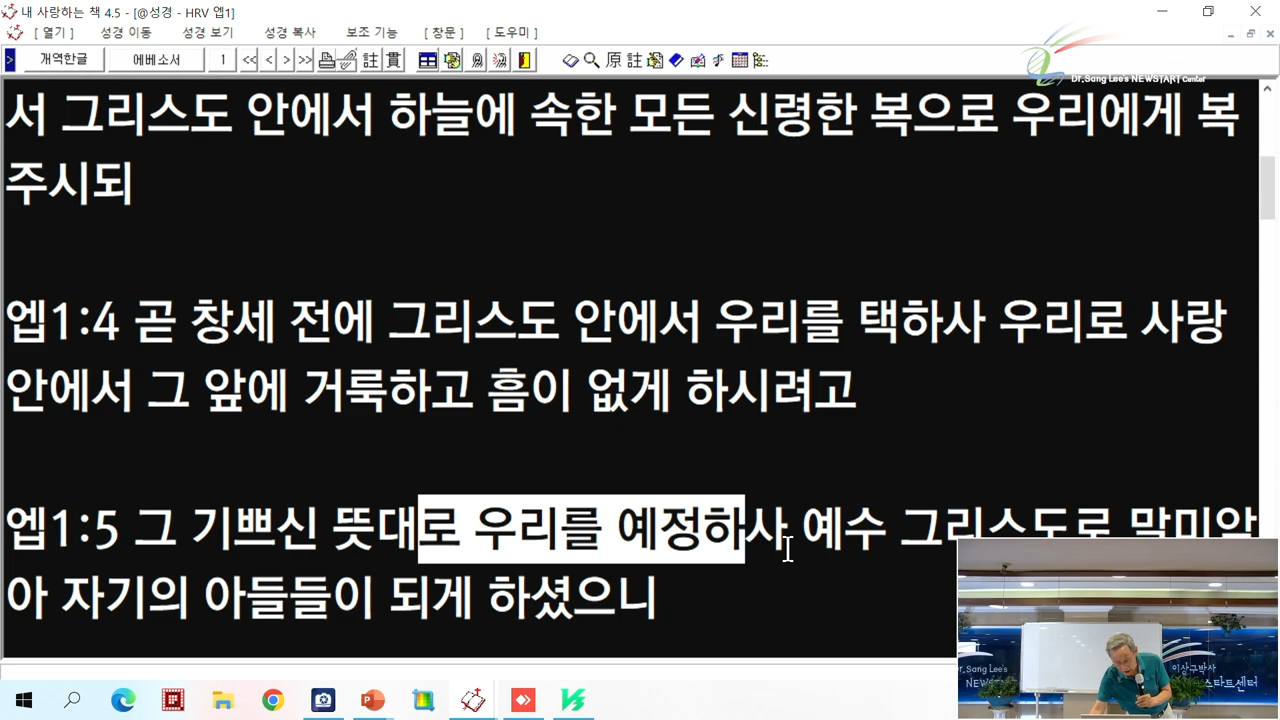 내 사랑하는 책 4.5 - [@성경 - HRV 엡1]
[ 열기 ] 성경 이동 성경 보기 성경 복사 보조 기능 [ 창문 ] [ 도우미 ]
개역한글 에베소서 1 << < > >> 註 貫 原 註
Dr.Sang Lee's NEWSTART Center
서 그리스도 안에서 하늘에 속한 모든 신령한 복으로 우리에게 복
주시되
엡1:4 곧 창세 전에 그리스도 안에서 우리를 택하사 우리로 사랑
안에서 그 앞에 거룩하고 흠이 없게 하시려고
엡1:5 그 기쁘신 뜻대로 우리를 예정하사 예수 그리스도로 말미암
아 자기의 아들들이 되게 하셨으니
Dr.Sang Lee's
NEWST
이상구박사
스타트센터